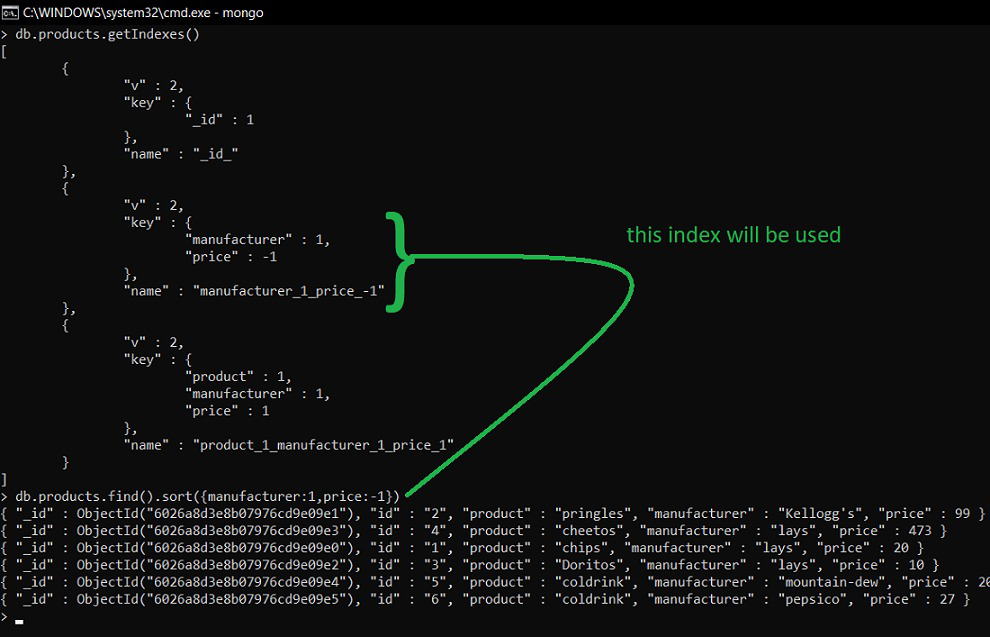 C:\WINDOWS\system32\cmd.exe - mongo
> db.products.getIndexes()
[
        {
                "v" : 2,
                "key" : {
                        "_id" : 1
                },
                "name" : "_id_"
        },
        {
                "v" : 2,
                "key" : {
                        "manufacturer" : 1,
                        "price" : -1
                },
                "name" : "manufacturer_1_price_-1"
        },
        {
                "v" : 2,
                "key" : {
                        "product" : 1,
                        "manufacturer" : 1,
                        "price" : 1
                },
                "name" : "product_1_manufacturer_1_price_1"
        }
]
this index will be used
> db.products.find().sort({manufacturer:1,price:-1})
{ "_id" : ObjectId("6026a8d3e8b07976cd9e09e1"), "id" : "2", "product" : "pringles", "manufacturer" : "Kellogg's", "price" : 99 }
{ "_id" : ObjectId("6026a8d3e8b07976cd9e09e3"), "id" : "4", "product" : "cheetos", "manufacturer" : "lays", "price" : 473 }
{ "_id" : ObjectId("6026a8d3e8b07976cd9e09e0"), "id" : "1", "product" : "chips", "manufacturer" : "lays", "price" : 20 }
{ "_id" : ObjectId("6026a8d3e8b07976cd9e09e2"), "id" : "3", "product" : "Doritos", "manufacturer" : "lays", "price" : 10 }
{ "_id" : ObjectId("6026a8d3e8b07976cd9e09e4"), "id" : "5", "product" : "coldrink", "manufacturer" : "mountain-dew", "price" : 20
{ "_id" : ObjectId("6026a8d3e8b07976cd9e09e5"), "id" : "6", "product" : "coldrink", "manufacturer" : "pepsico", "price" : 27 }
>